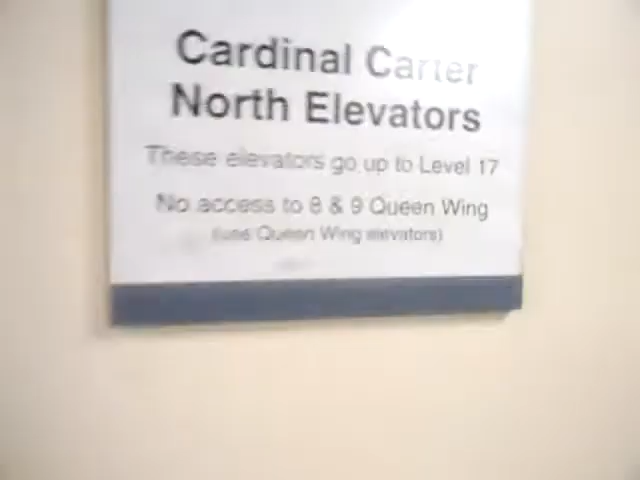 Cardinal Carter
North Elevators
These elevators go up to Level 17
No access to 8 & 9 Queen Wing
(use Queen Wing elevators)